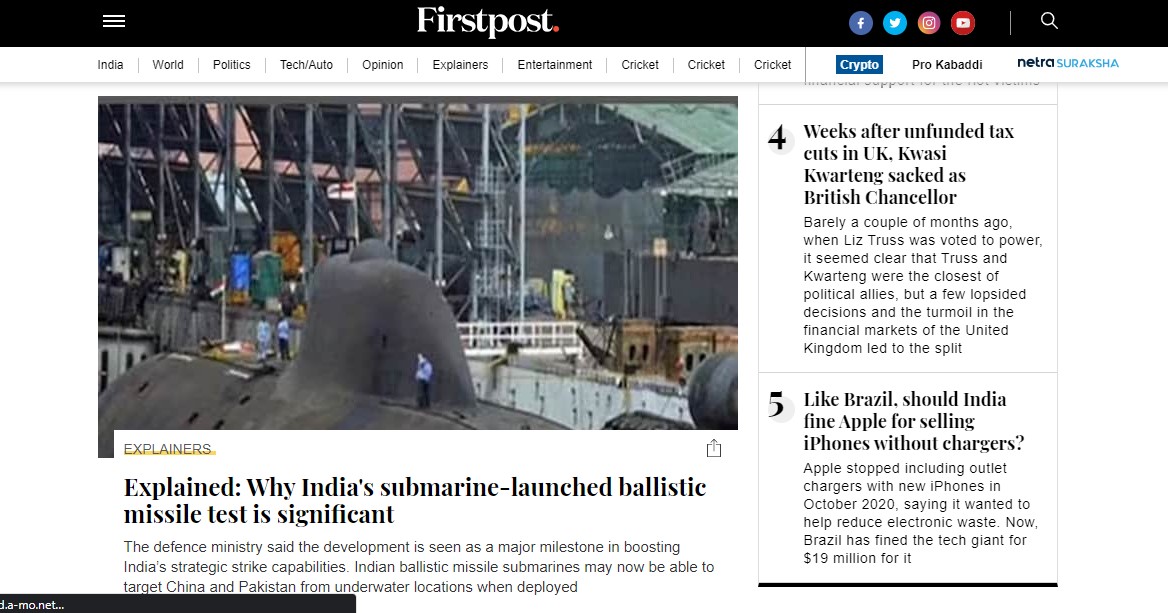 Firstpost.
India
World
Politics
Tech/Auto
Opinion
Explainers
Entertainment
Cricket
Cricket
Cricket
Crypto
Pro Kabaddi
netra SURAKSHA
EXPLAINERS
Explained: Why India's submarine-launched ballistic
missile test is significant
The defence ministry said the development is seen as a major milestone in boosting
India's strategic strike capabilities. Indian ballistic missile submarines may now be able to
target China and Pakistan from underwater locations when deployed
financial support for the riot victims
4
Weeks after unfunded tax
cuts in UK, Kwasi
Kwarteng sacked as
British Chancellor
Barely a couple of months ago,
when Liz Truss was voted to power,
it seemed clear that Truss and
Kwarteng were the closest of
political allies, but a few lopsided
decisions and the turmoil in the
financial markets of the United
Kingdom led to the split
5
Like Brazil, should India
fine Apple for selling
iPhones without chargers?
Apple stopped including outlet
chargers with new iPhones in
October 2020, saying it wanted to
help reduce electronic waste. Now,
Brazil has fined the tech giant for
$19 million for it
d.a-mo.net...